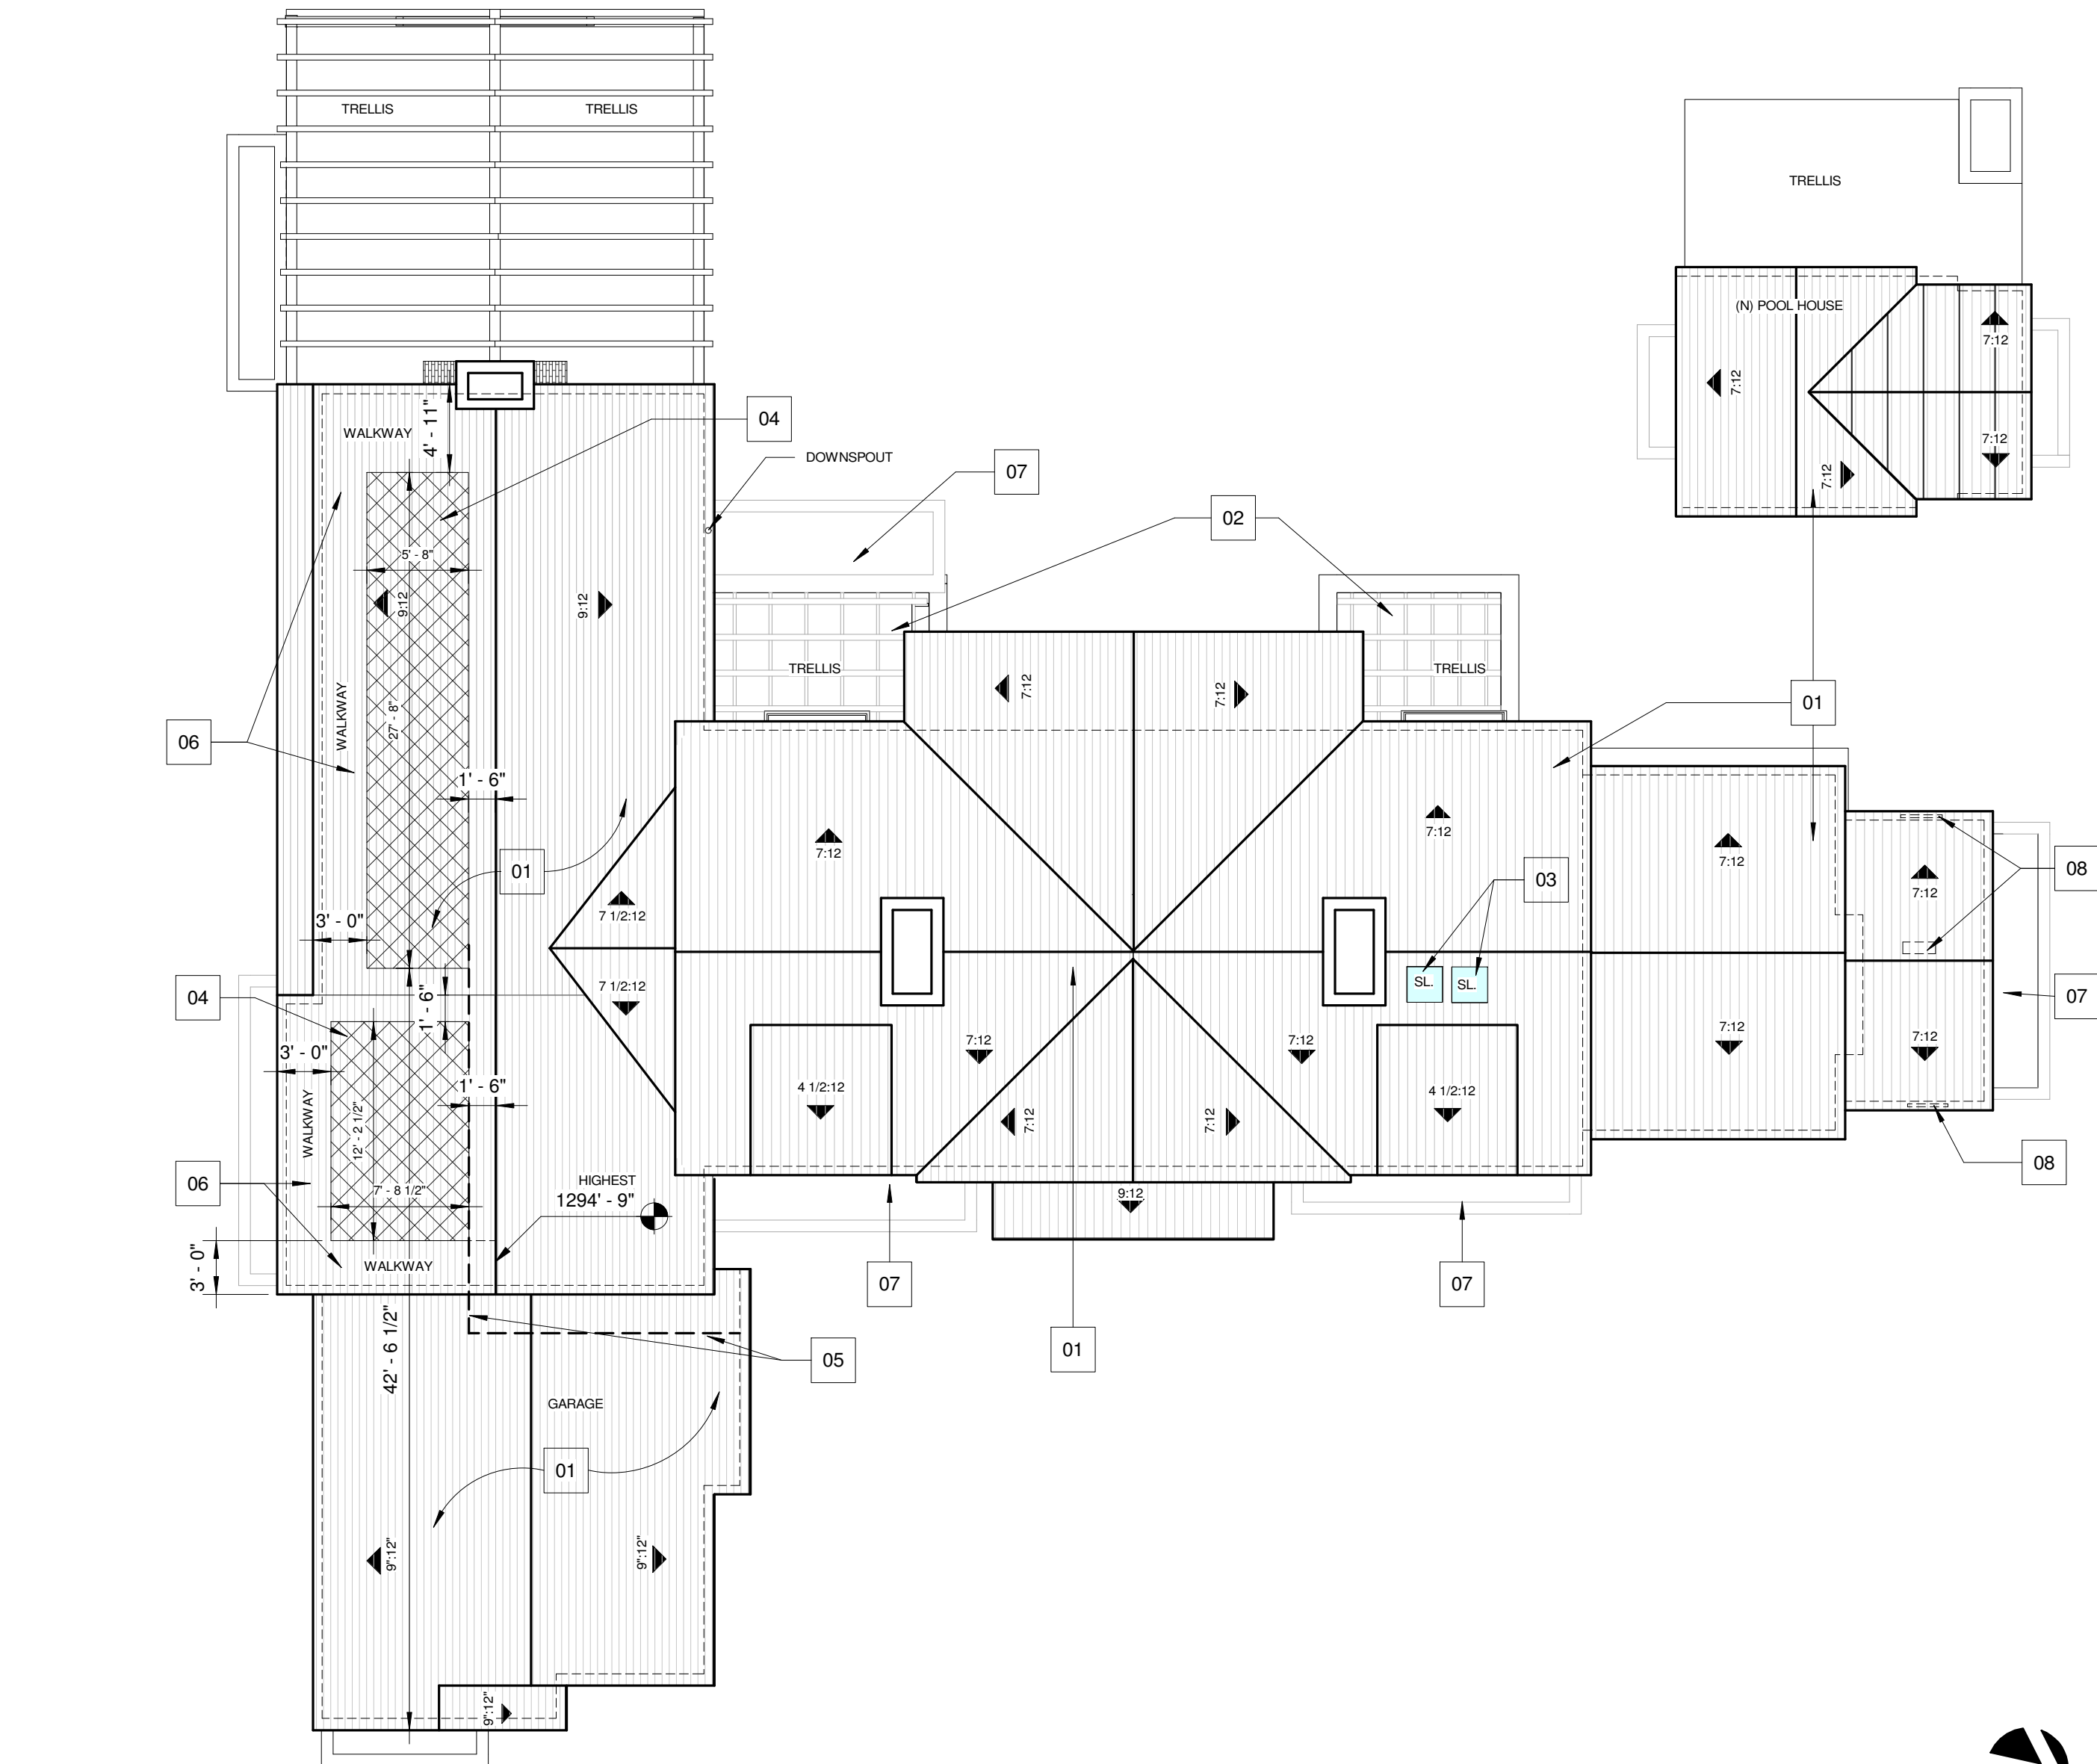 TRELLIS
TRELLIS
TRELLIS
(N) POOL HOUSE
7:12
7:12
7:12
7:12
WALKWAY
4' - 11"
04
DOWNSPOUT
07
02
5' - 8"
9:12
9:12
27' - 8"
WALKWAY
06
TRELLIS
TRELLIS
7:12
7:12
01
1' - 6"
7:12
7:12
7:12
01
03
08
7:12
3' - 0"
7 1/2:12
7 1/2:12
SL.
SL.
04
1' - 6"
07
3' - 0"
7:12
7:12
7:12
7:12
1' - 6"
4 1/2:12
4 1/2:12
WALKWAY
12' - 2 1/2"
7:12
7:12
08
06
7' - 8 1/2"
HIGHEST
1294' - 9"
9:12
3' - 0"
WALKWAY
07
07
42' - 6 1/2"
05
01
GARAGE
01
9":12"
9":12"
9":12"